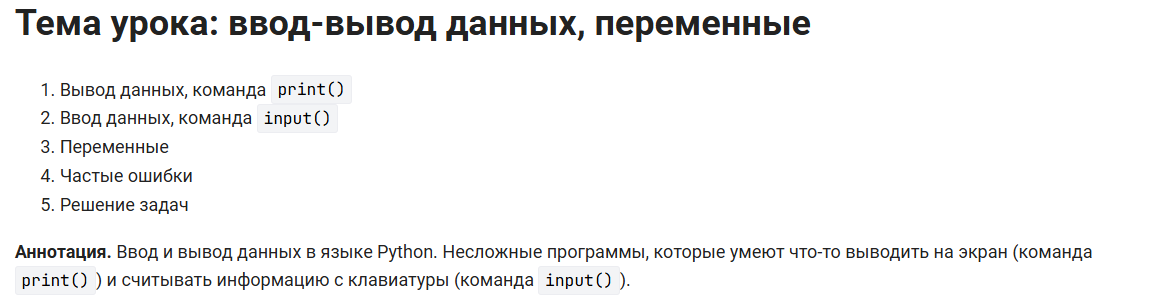 Тема урока: ввод-вывод данных, переменные
1. Вывод данных, команда print()
2. Ввод данных, команда input()
3. Переменные
4. Частые ошибки
5. Решение задач
Аннотация. Ввод и вывод данных в языке Python. Несложные программы, которые умеют что-то выводить на экран (команда
print()) и считывать информацию с клавиатуры (команда input()).